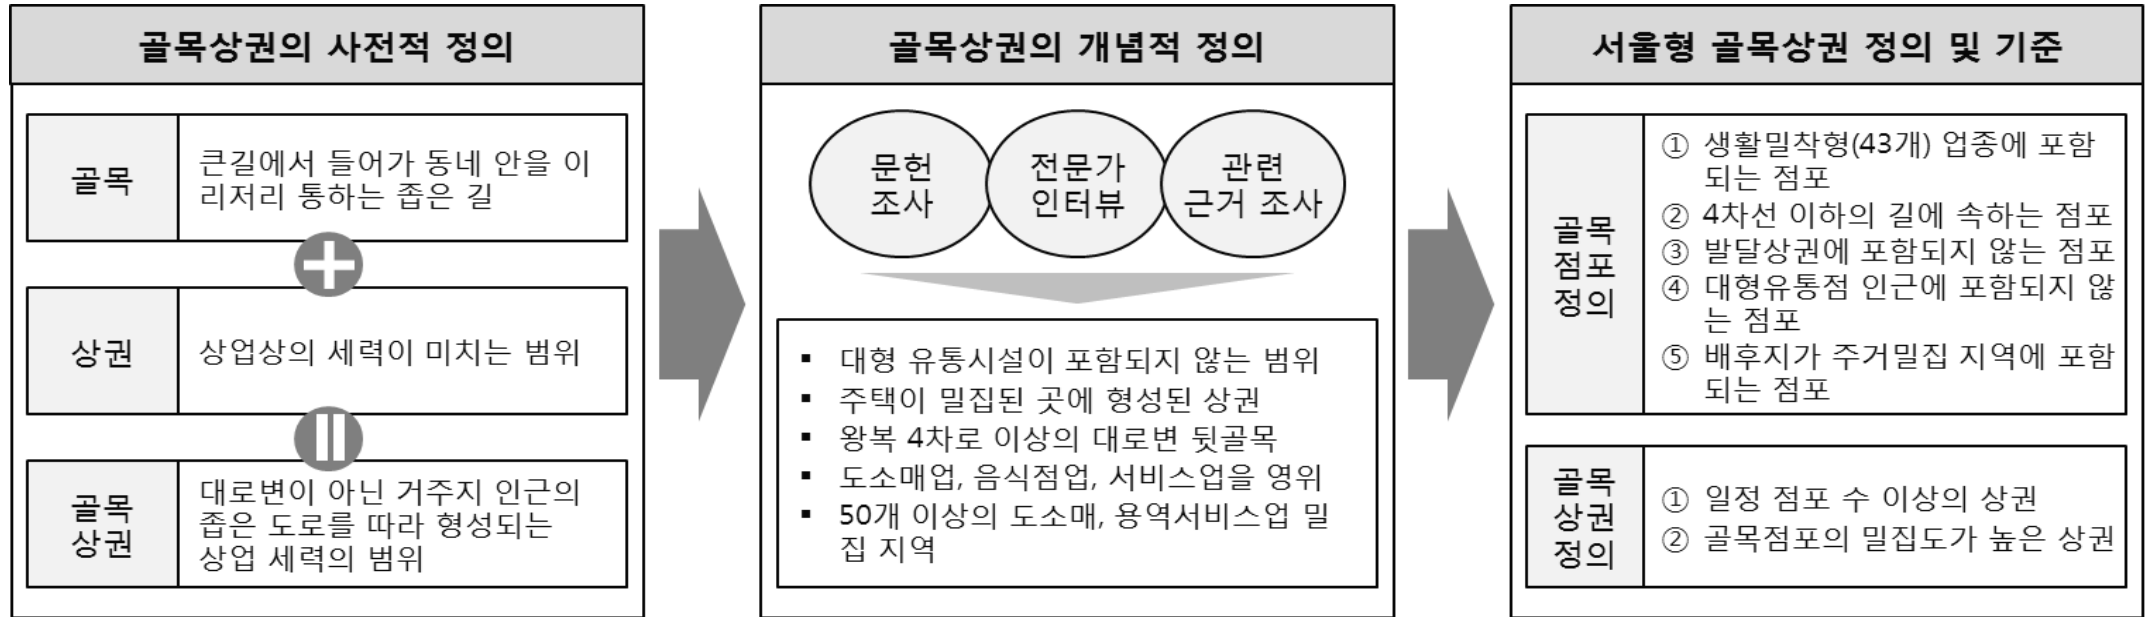 골목상권의 사전적 정의
골목
큰길에서 들어가 동네 안을 이
리저리 통하는 좁은 길
상권
상업상의 세력이 미치는 범위
골목
상권
대로변이 아닌 거주지 인근의
좁은 도로를 따라 형성되는
상업 세력의 범위
골목상권의 개념적 정의
문헌
조사
전문가
인터뷰
관련
근거 조사
▪ 대형 유통시설이 포함되지 않는 범위
▪ 주택이 밀집된 곳에 형성된 상권
▪ 왕복 4차로 이상의 대로변 뒷골목
▪ 도소매업, 음식점업, 서비스업을 영위
▪ 50개 이상의 도소매, 용역서비스업 밀
집 지역
서울형 골목상권 정의 및 기준
골목
점포
정의
① 생활밀착형(43개) 업종에 포함
되는 점포
② 4차선 이하의 길에 속하는 점포
③ 발달상권에 포함되지 않는 점포
④ 대형유통점 인근에 포함되지 않
는 점포
⑤ 배후지가 주거밀집 지역에 포함
되는 점포
골목
상권
정의
① 일정 점포 수 이상의 상권
② 골목점포의 밀집도가 높은 상권